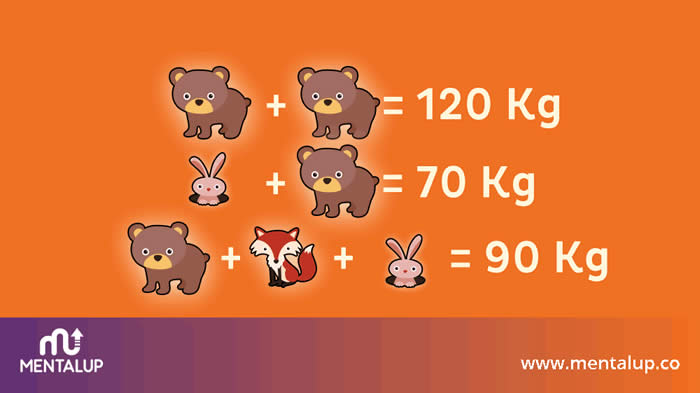 + = 120 Kg
+ = 70 Kg
+ + = 90 Kg
MENTALUP
www.mentalup.co